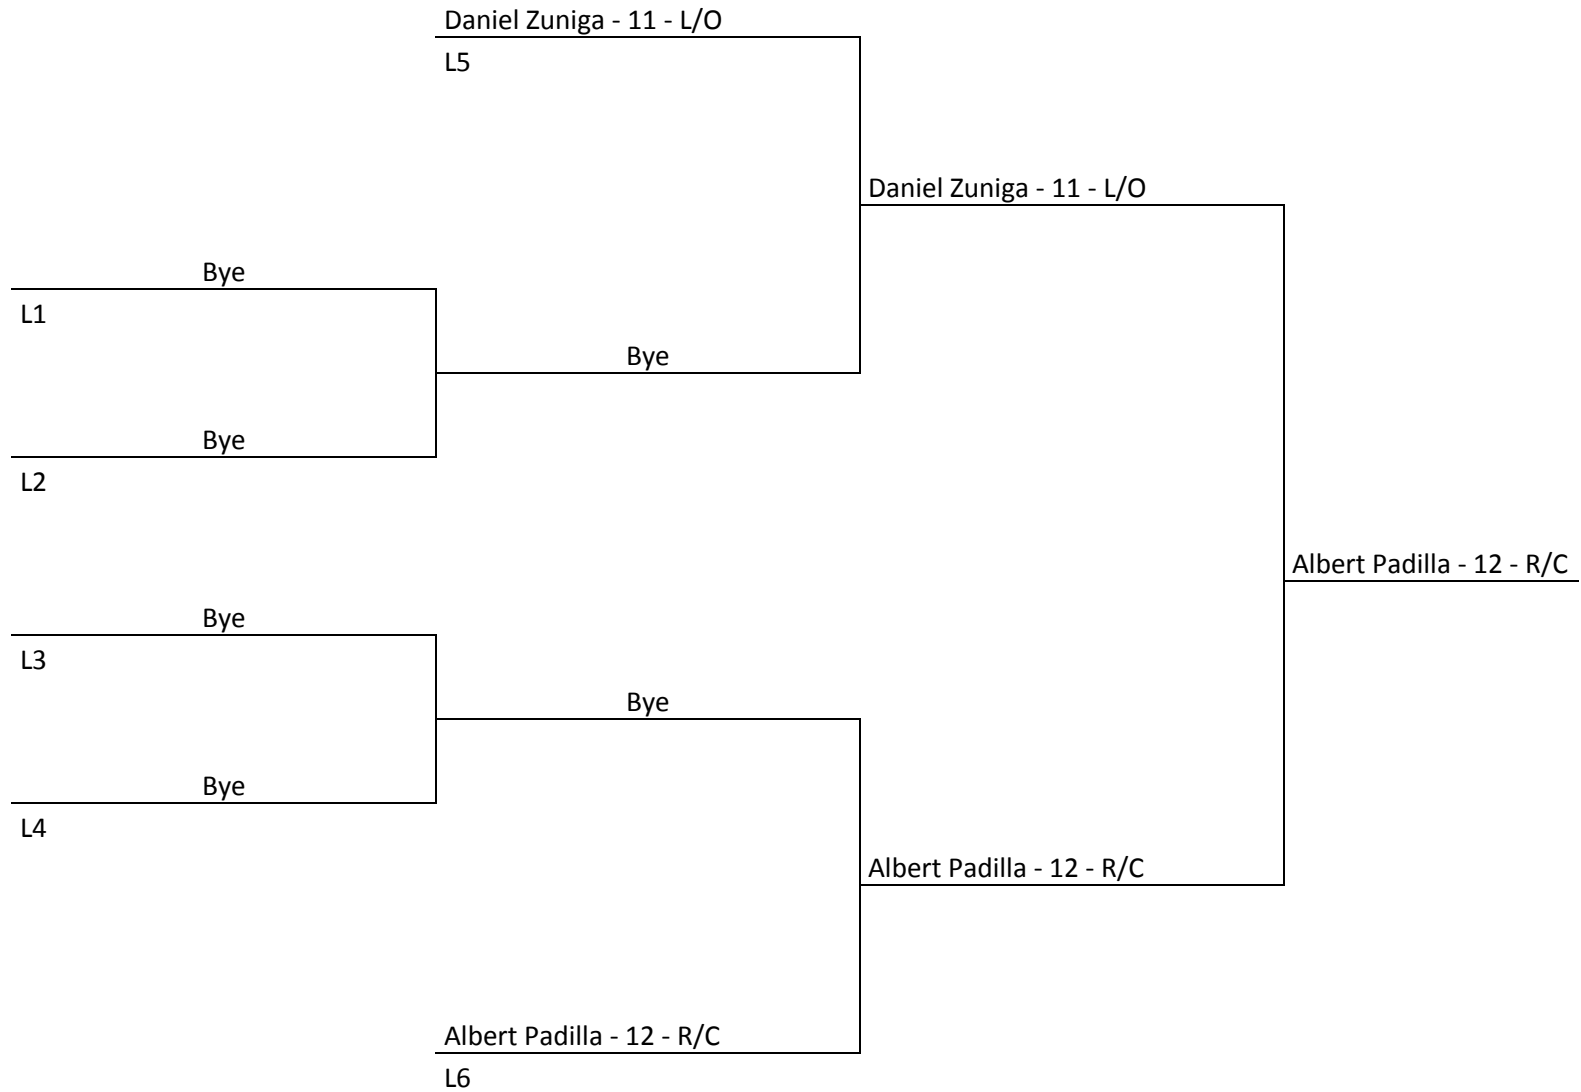 Daniel Zuniga - 11 - L/O
L5
Daniel Zuniga - 11 - L/O
Bye
L1
Bye
Bye
L2
Albert Padilla - 12 - R/C
Bye
L3
Bye
Bye
L4
Albert Padilla - 12 - R/C
Albert Padilla - 12 - R/C
L6